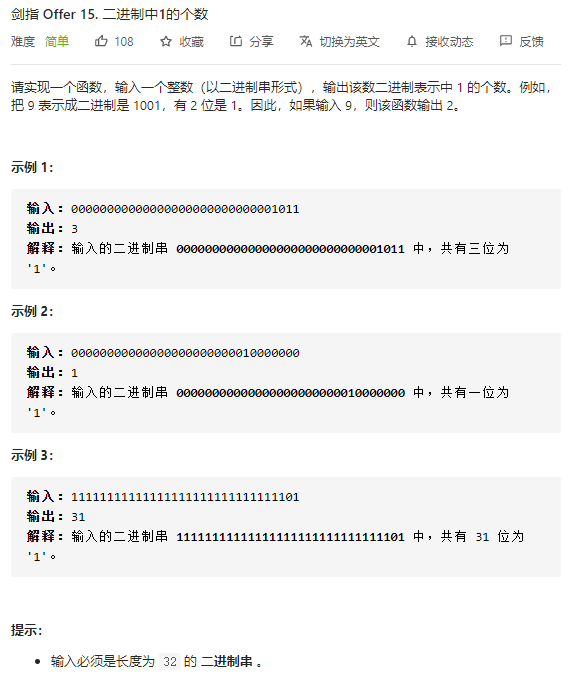 剑指 Offer 15. 二进制中1的个数
难度 简单 108 收藏 分享 切换为英文 接收动态 反馈
请实现一个函数，输入一个整数（以二进制串形式），输出该数二进制表示中 1 的个数。例如，
把 9 表示成二进制是 1001，有 2 位是 1。因此，如果输入 9，则该函数输出 2。
示例 1：
输入：00000000000000000000000000001011
输出：3
解释：输入的二进制串 00000000000000000000000000001011 中，共有三位为
'1'。
示例 2：
输入：00000000000000000000000010000000
输出：1
解释：输入的二进制串 00000000000000000000000010000000 中，共有一位为
'1'。
示例 3：
输入：11111111111111111111111111111101
输出：31
解释：输入的二进制串 11111111111111111111111111111101 中，共有 31 位为
'1'。
提示：
• 输入必须是长度为 32 的 二进制串 。